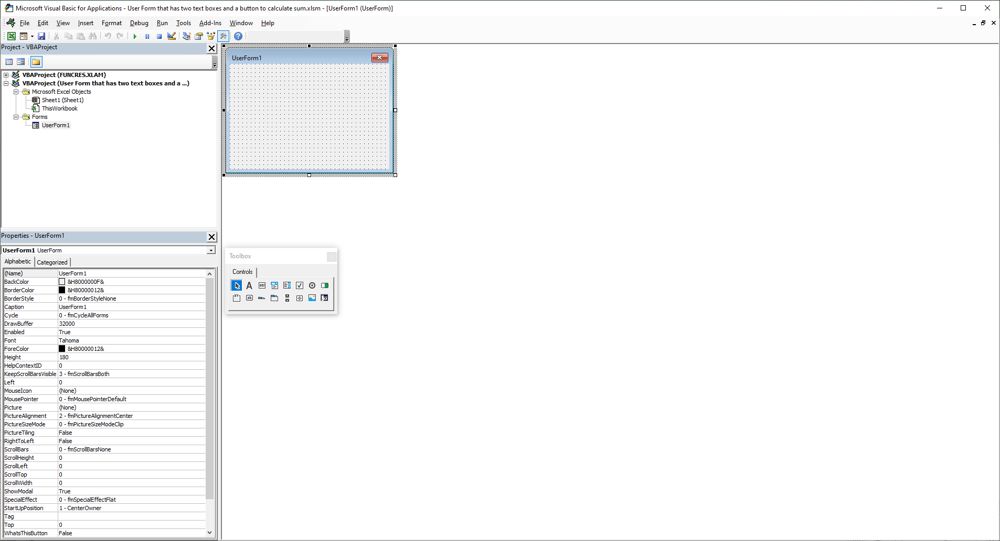 Microsoft Visual Basic for Applications - User Form that has two text boxes and a button to calculate sum.xlsm - [UserForm1 (UserForm)]
File Edit View Insert Format Debug Run Tools Add-Ins Window Help
Project - VBAProject
VBAProject (FUNCRES.XLAM)
VBAProject (User Form that has two text boxes and a ...)
Microsoft Excel Objects
Sheet1 (Sheet1)
ThisWorkbook
Forms
UserForm1
UserForm1
Properties - UserForm1
UserForm1 UserForm
Alphabetic Categorized
(Name) UserForm1
BackColor &H8000000F&
BorderColor &H80000012&
BorderStyle 0 - fmBorderStyleNone
Caption UserForm1
Cycle 0 - fmCycleAllForms
DrawBuffer 32000
Enabled True
Font Tahoma
ForeColor &H80000012&
Height 180
HelpContextID 0
KeepScrollBarsVisible 3 - fmScrollBarsBoth
Left 0
MouseIcon (None)
MousePointer 0 - fmMousePointerDefault
Picture (None)
PictureAlignment 2 - fmPictureAlignmentCenter
PictureSizeMode 0 - fmPictureSizeModeClip
PictureTiling False
RightToLeft False
ScrollBars 0 - fmScrollBarsNone
ScrollHeight 0
ScrollLeft 0
ScrollTop 0
ScrollWidth 0
ShowModal True
SpecialEffect 0 - fmSpecialEffectFlat
StartUpPosition 1 - CenterOwner
Tag
Top 0
WhatsThisButton False
Toolbox
Controls
A abl
XY ab